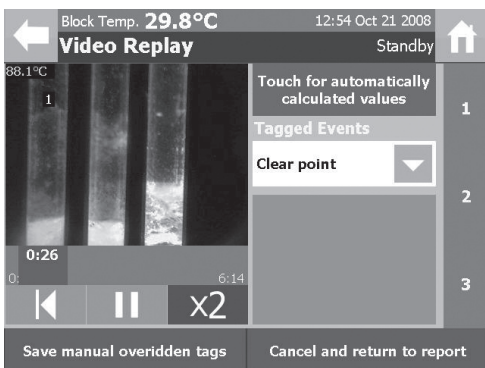 Block Temp. 29.8°C
12:54 Oct 21 2008
Video Replay
Standby
88.1°C
1
Touch for automatically
calculated values
Tagged Events
Clear point
1
2
3
0:26
0:
6:14
x2
Save manual overidden tags
Cancel and return to report